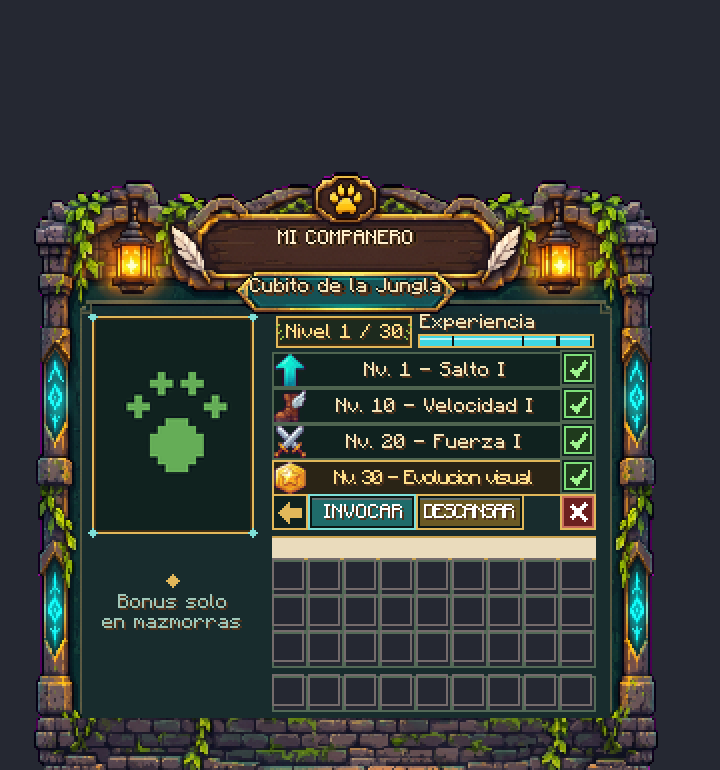 MI COMPANERO
Cubito de la Jungla
Nivel 1 / 30
Experiencia
Nv. 1 - Salto I
Nv. 10 - Velocidad I
Nv. 20 - Fuerza I
Nv. 30 - Evolucion visual
INVOCAR
DESCANSAR
Bonus solo
en mazmorras